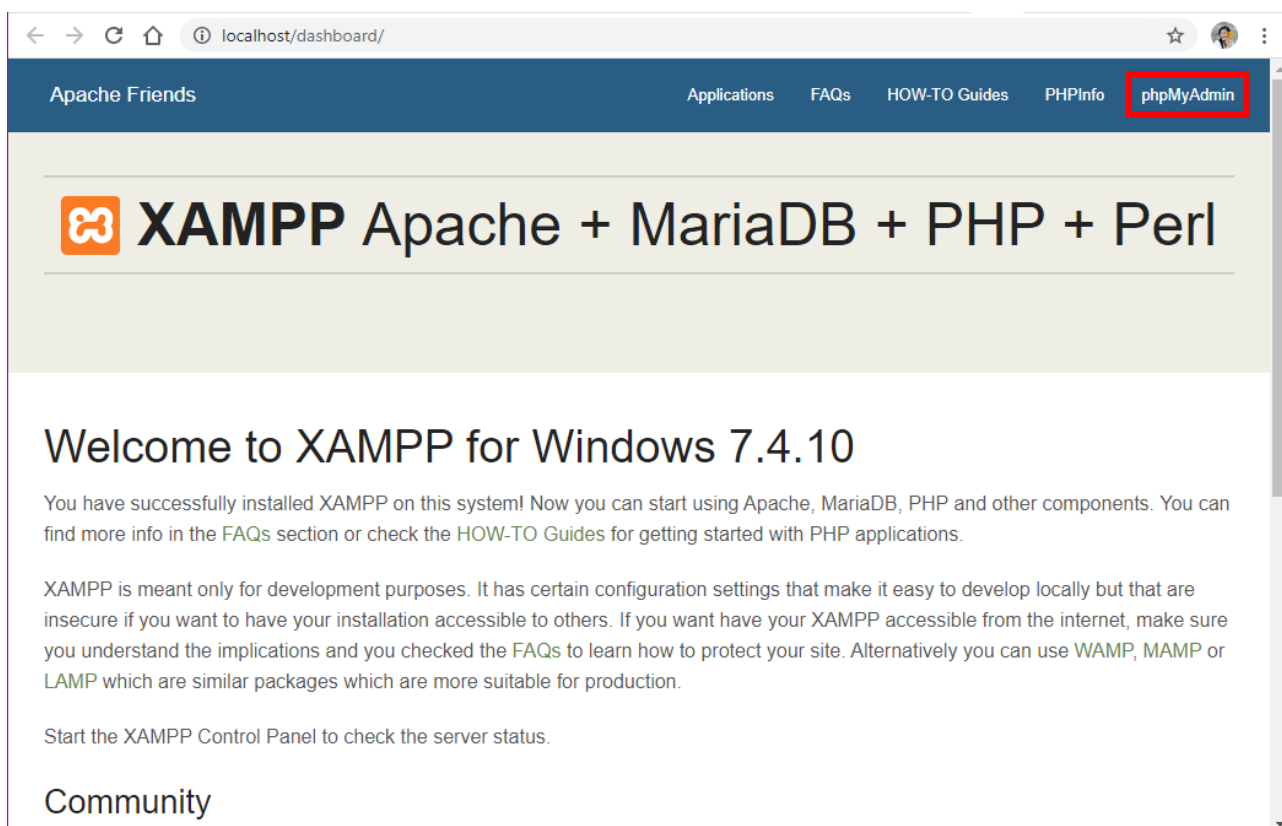 localhost/dashboard/
Apache Friends
Applications FAQs HOW-TO Guides PHPInfo phpMyAdmin
XAMPP Apache + MariaDB + PHP + Perl
Welcome to XAMPP for Windows 7.4.10
You have successfully installed XAMPP on this system! Now you can start using Apache, MariaDB, PHP and other components. You can
find more info in the FAQs section or check the HOW-TO Guides for getting started with PHP applications.
XAMPP is meant only for development purposes. It has certain configuration settings that make it easy to develop locally but that are
insecure if you want to have your installation accessible to others. If you want have your XAMPP accessible from the internet, make sure
you understand the implications and you checked the FAQs to learn how to protect your site. Alternatively you can use WAMP, MAMP or
LAMP which are similar packages which are more suitable for production.
Start the XAMPP Control Panel to check the server status.
Community